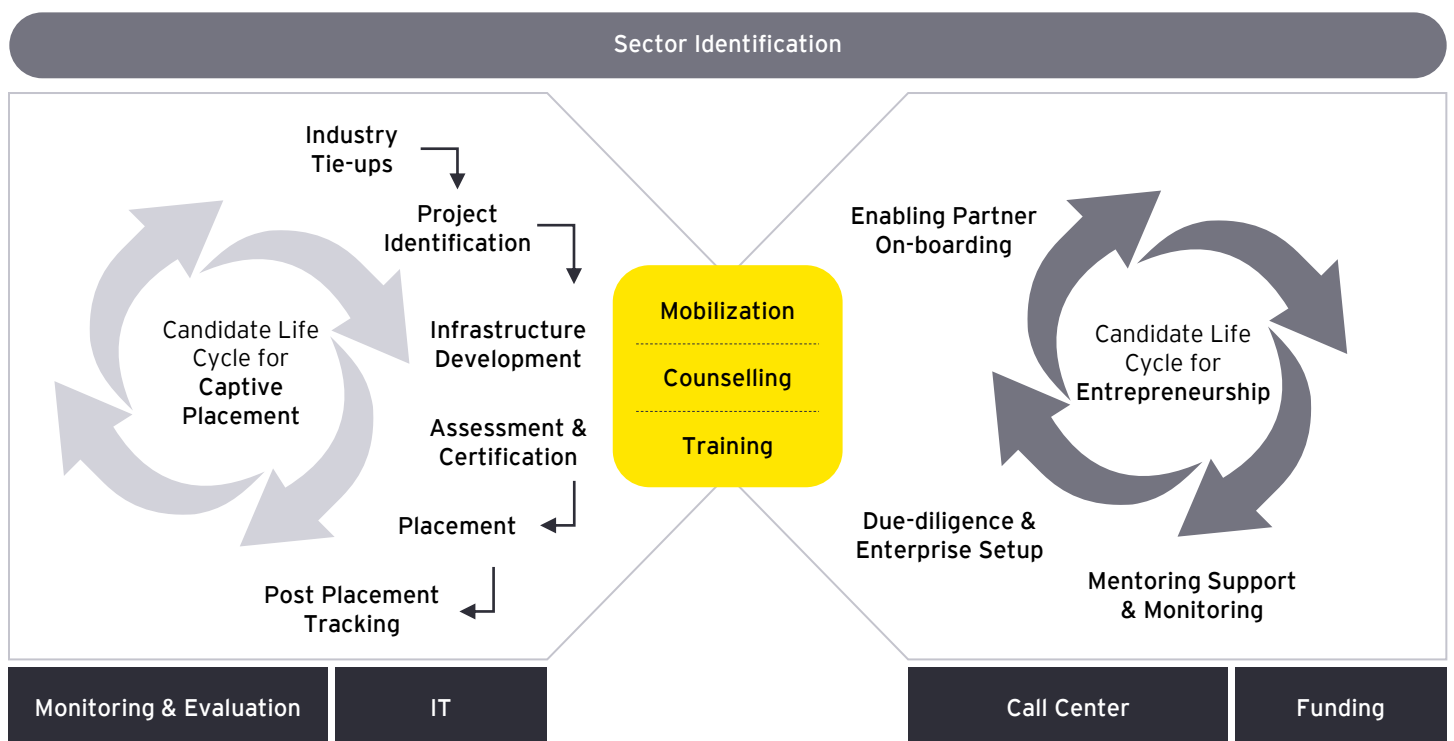 Sector Identification
Industry
Tie-ups
Project
Identification
Infrastructure
Development
Assessment &
Certification
Placement
Post Placement
Tracking
Candidate Life
Cycle for
Captive
Placement
Mobilization
Counselling
Training
Enabling Partner
On-boarding
Candidate Life
Cycle for
Entrepreneurship
Due-diligence &
Enterprise Setup
Mentoring Support
& Monitoring
Monitoring & Evaluation
IT
Call Center
Funding